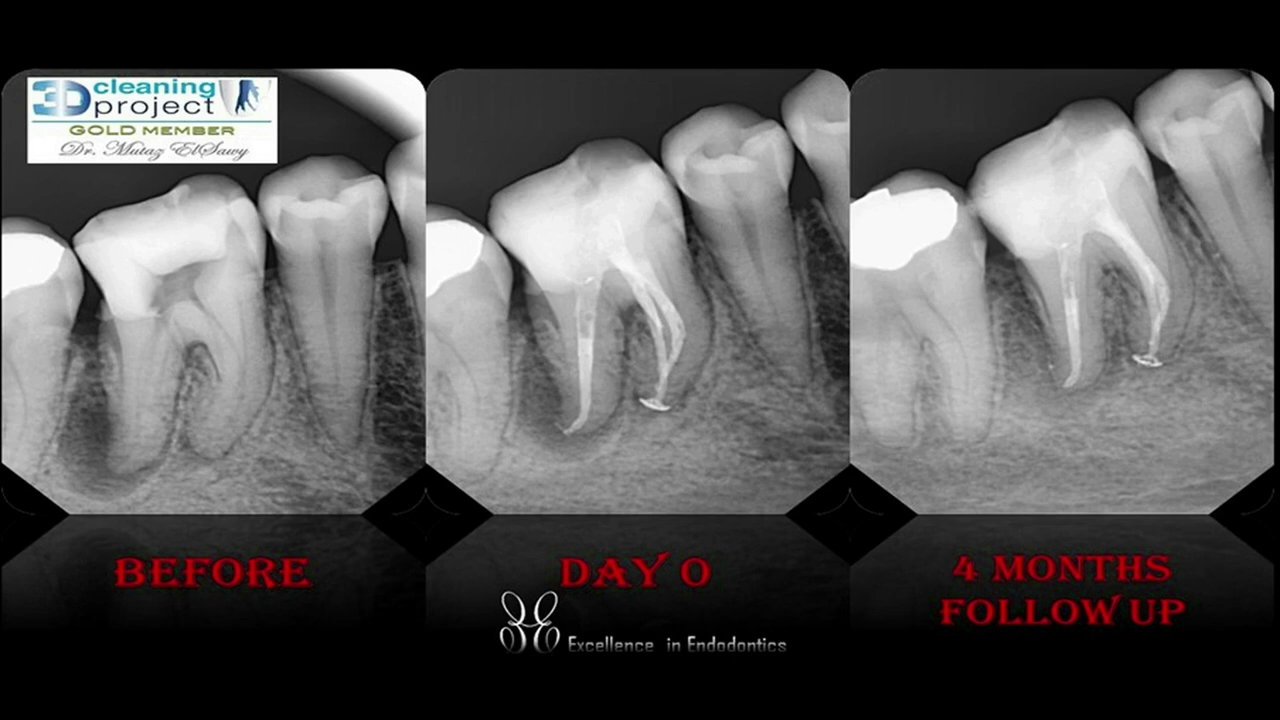 3D cleaning
project
GOLD MEMBER
Dr. Mutaz ElSawy
BEFORE
DAY 0
4 MONTHS
FOLLOW UP
Excellence in Endodontics